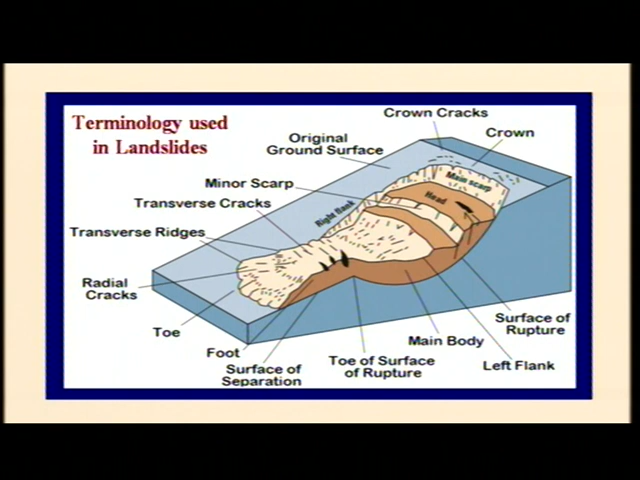 Terminology used
in Landslides
Crown Cracks
Crown
Original
Ground Surface
Minor Scarp
Main scarp
Head
Transverse Cracks
Right flank
Transverse Ridges
Radial
Cracks
Toe
Foot
Surface of
Separation
Toe of Surface
of Rupture
Main Body
Left Flank
Surface of
Rupture